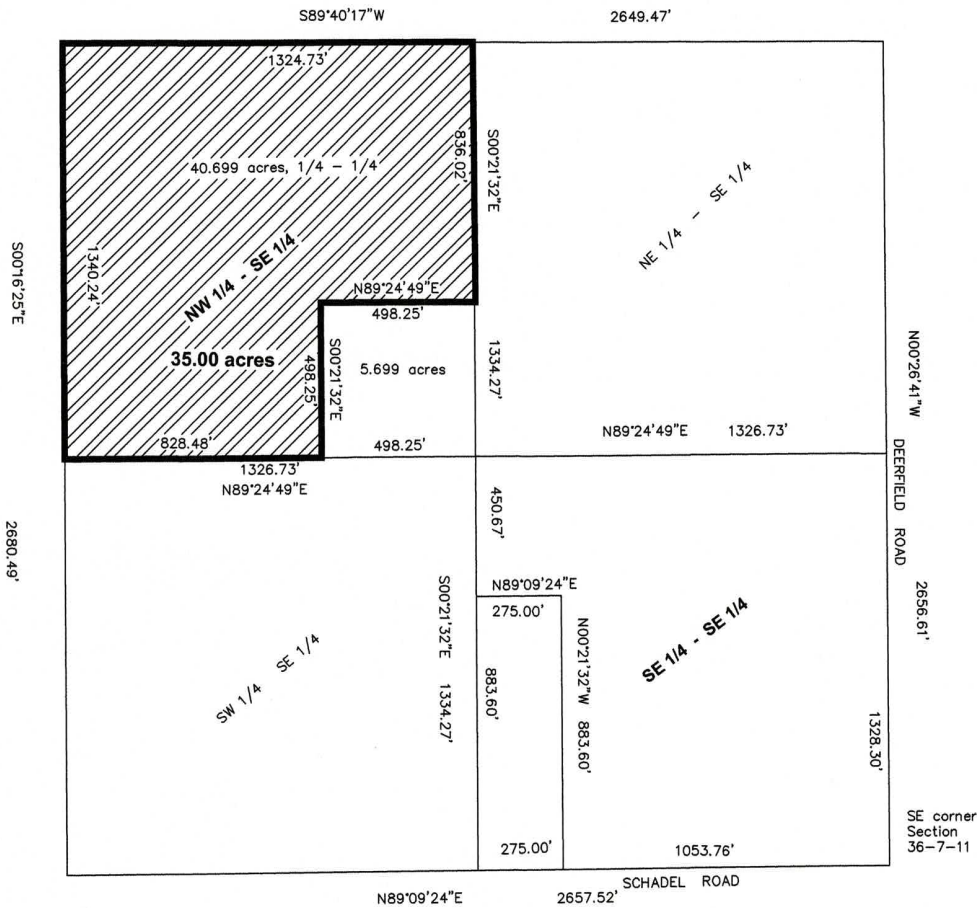 S89°40'17"W
2649.47'
1324.73'
836.02'
S00°21'32"E
40.699 acres, 1/4 - 1/4
NE 1/4 - SE 1/4
S00°16'25"E
1340.24'
NW 1/4 - SE 1/4
N89°24'49"E
498.25'
35.00 acres
498.25'
S00°21'32"E
5.699 acres
1334.27'
N00°26'41"W
828.48'
498.25'
N89°24'49"E 1326.73'
1326.73'
N89°24'49"E
DEERFIELD ROAD
2680.49'
450.67'
N89°09'24"E
275.00'
2656.61'
S00°21'32"E 1334.27'
883.60'
N00°21'32"W 883.60'
SE 1/4 - SE 1/4
SW 1/4 SE 1/4
1328.30'
SE corner
Section
36-7-11
275.00'
1053.76'
SCHADEL ROAD
N89°09'24"E
2657.52'